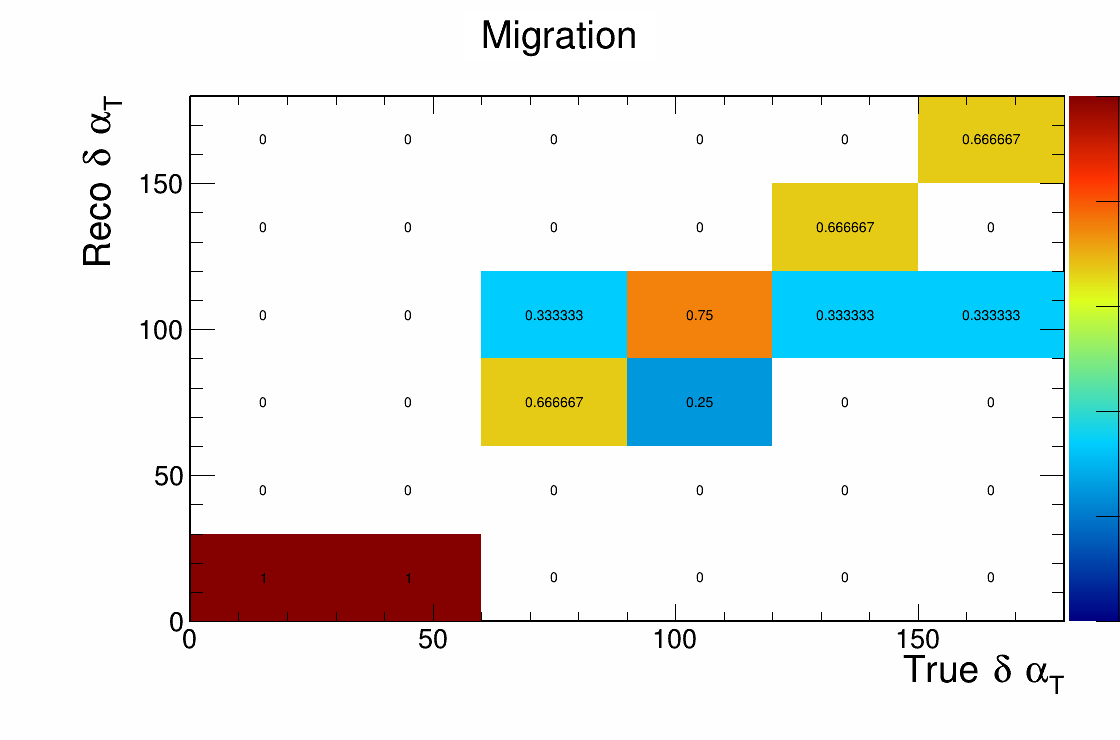 Migration
Reco δ αT
0 0 0 0 0 0.666667
150
0 0 0 0 0.666667 0
0 0 0.333333 0.75 0.333333 0.333333
100
0 0 0.666667 0.25 0 0
50
0 0 0 0 0 0
1 1 0 0 0 0
0
0 50 100 150
True δ αT